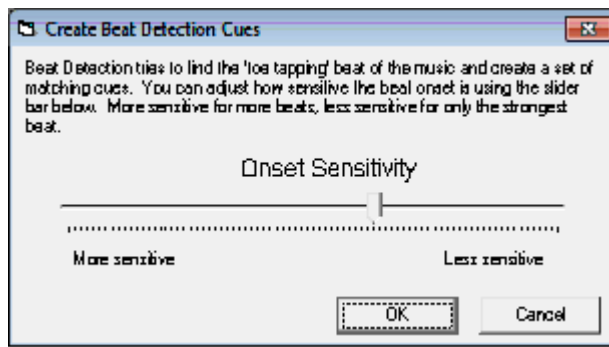 Create Beat Detection Cues
Beat Detection tries to find the 'toe tapping' beat of the music and create a set of
matching cues. You can adjust how sensitive the beat onset is using the slider
bar below. More sensitive for more beats, less sensitive for only the strongest
beat.
Onset Sensitivity
More sensitive Less sensitive
OK Cancel